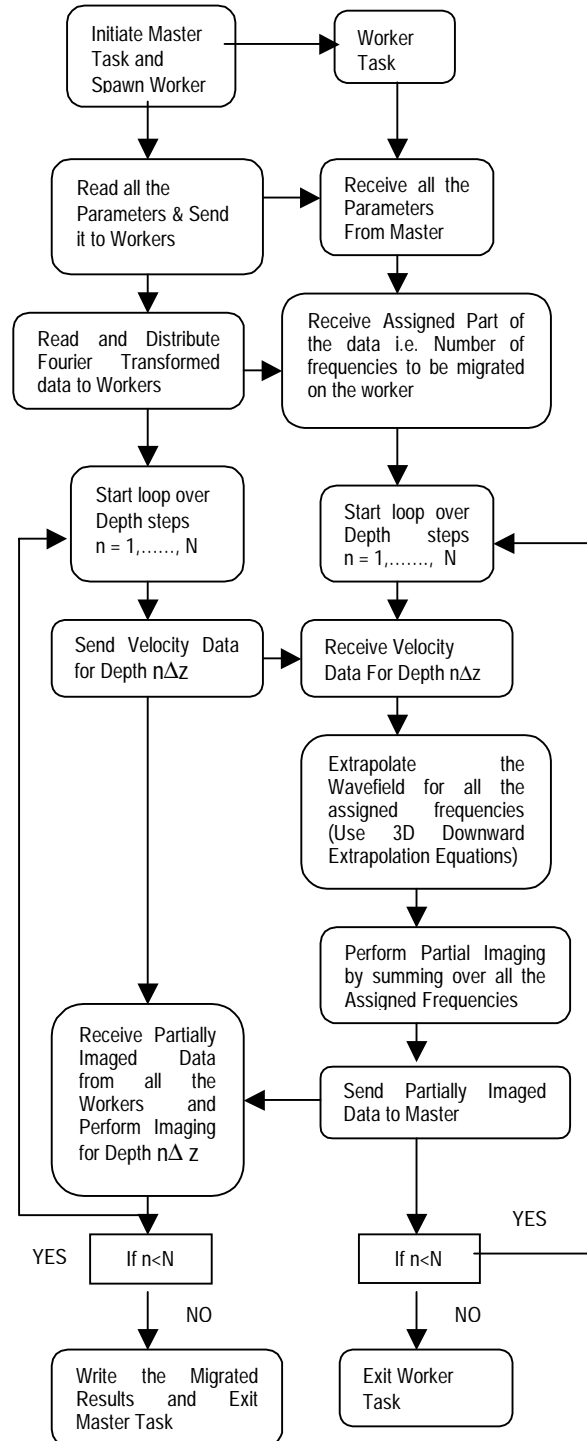 Initiate Master
Task and
Spawn Worker
Worker
Task
Read all the
Parameters & Send
it to Workers
Receive all the
Parameters
From Master
Read and Distribute
Fourier Transformed
data to Workers
Receive Assigned Part of
the data i.e. Number of
frequencies to be migrated
on the worker
Start loop over
Depth steps
n = 1,......, N
Start loop over
Depth steps
n = 1,......., N
Send Velocity Data
for Depth n∆z
Receive Velocity
Data For Depth n∆z
Extrapolate the
Wavefield for all the
assigned frequencies
(Use 3D Downward
Extrapolation Equations)
Perform Partial Imaging
by summing over all the
Assigned Frequencies
Receive Partially
Imaged Data
from all the
Workers and
Perform Imaging
for Depth n∆ z
Send Partially Imaged
Data to Master
YES
If n<N
NO
If n<N
YES
NO
Write the Migrated
Results and Exit
Master Task
Exit Worker
Task